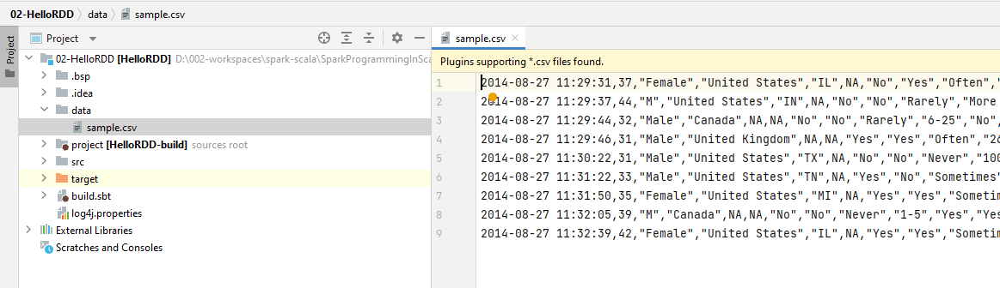 02-HelloRDD data sample.csv
Project
Project
02-HelloRDD [HelloRDD] D:\002-workspaces\spark-scala\SparkProgrammingInSca
.bsp
.idea
data
sample.csv
project [HelloRDD-build] sources root
src
target
build.sbt
log4j.properties
External Libraries
Scratches and Consoles
sample.csv
Plugins supporting *.csv files found.
1 2014-08-27 11:29:31,37,"Female","United States","IL",NA,"No","Yes","Often","
2 2014-08-27 11:29:37,44,"M","United States","IN",NA,"No","No","Rarely","More
3 2014-08-27 11:29:44,32,"Male","Canada",NA,NA,"No","No","Rarely","6-25","No",
4 2014-08-27 11:29:46,31,"Male","United Kingdom",NA,NA,"Yes","Yes","Often","26
5 2014-08-27 11:30:22,31,"Male","United States","TX",NA,"No","No","Never","100
6 2014-08-27 11:31:22,33,"Male","United States","TN",NA,"Yes","No","Sometimes"
7 2014-08-27 11:31:50,35,"Female","United States","MI",NA,"Yes","Yes","Sometim
8 2014-08-27 11:32:05,39,"M","Canada",NA,NA,"No","No","Never","1-5","Yes","Yes
9 2014-08-27 11:32:39,42,"Female","United States","IL",NA,"Yes","Yes","Sometim